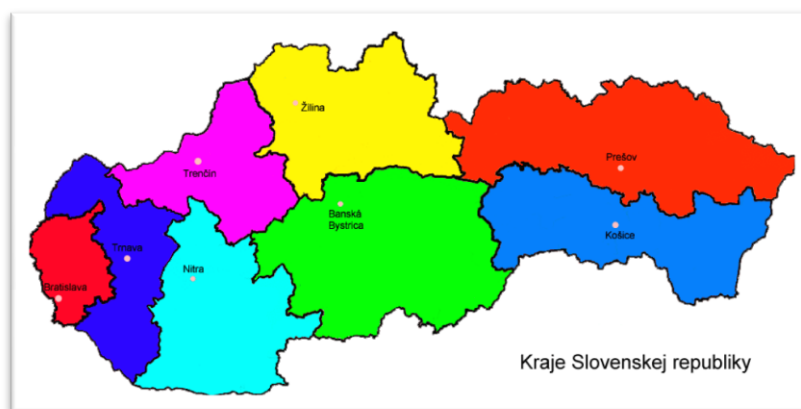 Žilina
Trenčín
Prešov
Banská
Bystrica
Košice
Trnava
Nitra
Bratislava
Kraje Slovenskej republiky